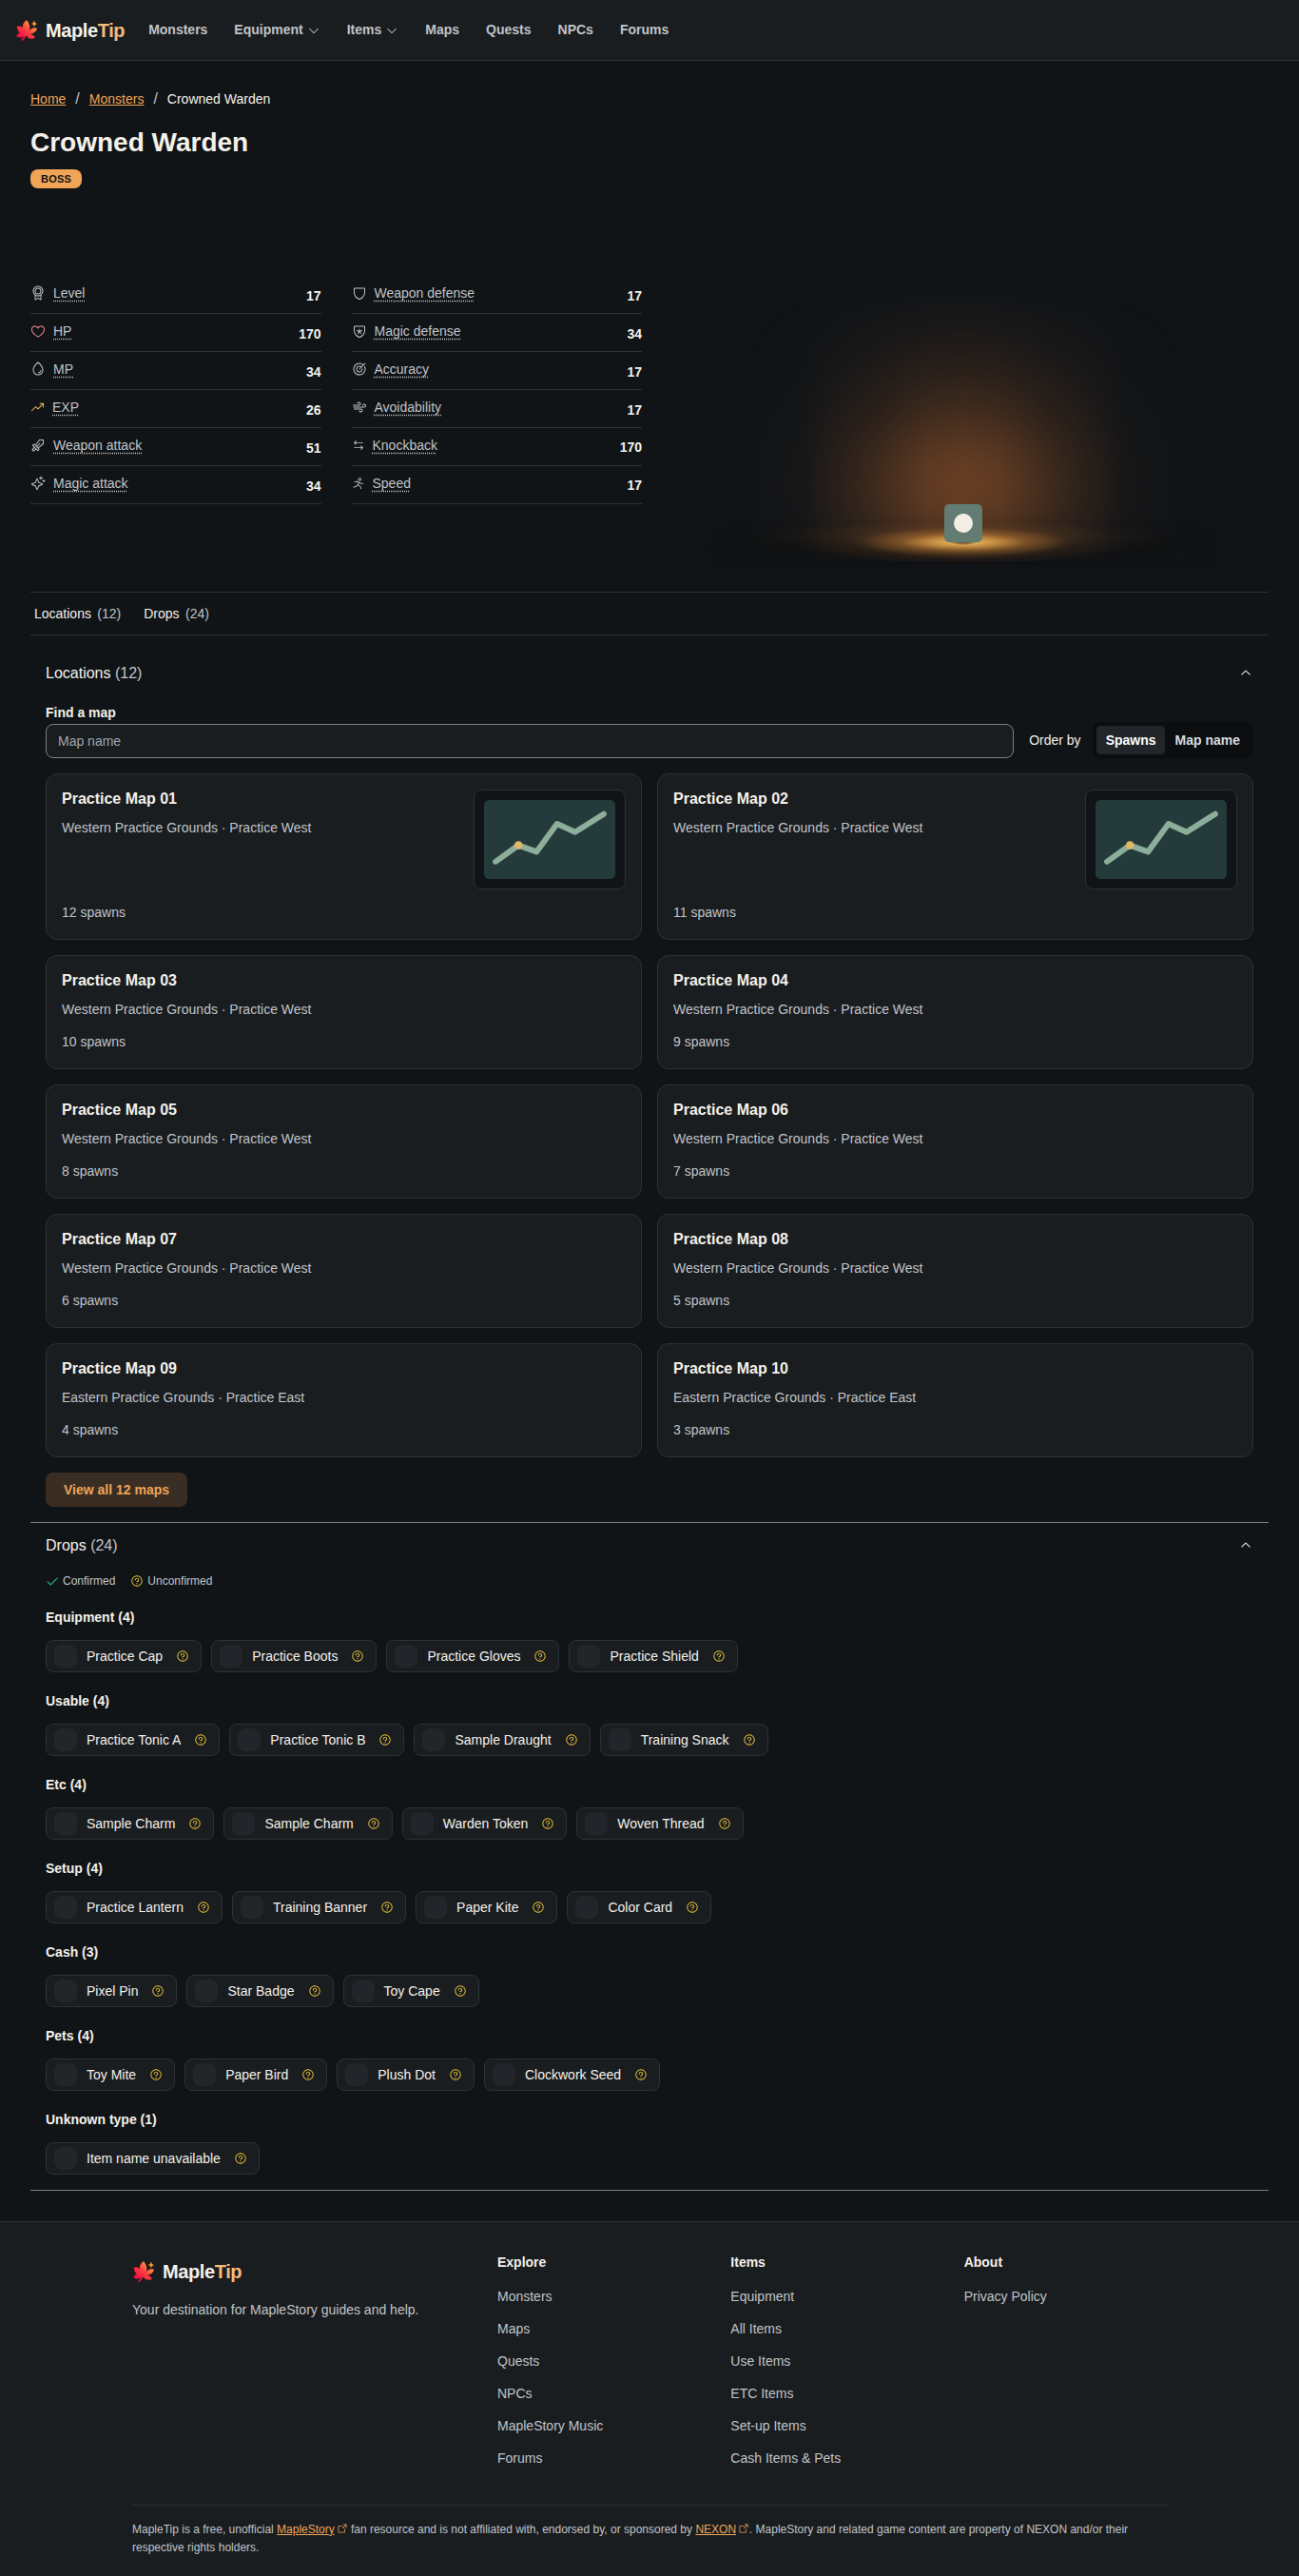 MapleTip Monsters Equipment Items Maps Quests NPCs Forums
Home / Monsters / Crowned Warden
Crowned Warden
BOSS
Level 17 Weapon defense 17
HP 170 Magic defense 34
MP 34 Accuracy 17
EXP 26 Avoidability 17
Weapon attack 51 Knockback 170
Magic attack 34 Speed 17
Locations (12) Drops (24)
Locations (12)
Find a map
Map name Order by Spawns Map name
Practice Map 01 Practice Map 02
Western Practice Grounds · Practice West Western Practice Grounds · Practice West
12 spawns 11 spawns
Practice Map 03 Practice Map 04
Western Practice Grounds · Practice West Western Practice Grounds · Practice West
10 spawns 9 spawns
Practice Map 05 Practice Map 06
Western Practice Grounds · Practice West Western Practice Grounds · Practice West
8 spawns 7 spawns
Practice Map 07 Practice Map 08
Western Practice Grounds · Practice West Western Practice Grounds · Practice West
6 spawns 5 spawns
Practice Map 09 Practice Map 10
Eastern Practice Grounds · Practice East Eastern Practice Grounds · Practice East
4 spawns 3 spawns
View all 12 maps
Drops (24)
Confirmed Unconfirmed
Equipment (4)
Practice Cap Practice Boots Practice Gloves Practice Shield
Usable (4)
Practice Tonic A Practice Tonic B Sample Draught Training Snack
Etc (4)
Sample Charm Sample Charm Warden Token Woven Thread
Setup (4)
Practice Lantern Training Banner Paper Kite Color Card
Cash (3)
Pixel Pin Star Badge Toy Cape
Pets (4)
Toy Mite Paper Bird Plush Dot Clockwork Seed
Unknown type (1)
Item name unavailable
MapleTip
Your destination for MapleStory guides and help.
Explore
Monsters
Maps
Quests
NPCs
MapleStory Music
Forums
Items
Equipment
All Items
Use Items
ETC Items
Set-up Items
Cash Items & Pets
About
Privacy Policy
MapleTip is a free, unofficial MapleStory fan resource and is not affiliated with, endorsed by, or sponsored by NEXON. MapleStory and related game content are property of NEXON and/or their
respective rights holders.